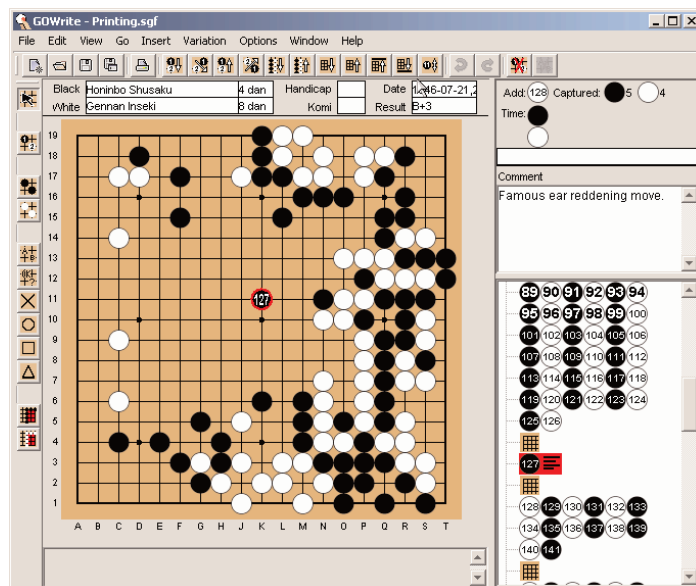 GOWrite - Printing.sgf
File Edit View Go Insert Variation Options Window Help
Black Honinbo Shusaku 4 dan Handicap Date 1846-07-21,2
White Gennan Inseki 8 dan Komi Result B+3
Add: 128 Captured: 5 4
Time:
Comment
Famous ear reddening move.
19
18
17
16
15
14
13
12
11
10
9
8
7
6
5
4
3
2
1
127
A B C D E F G H J K L M N O P Q R S T
89 90 91 92 93 94
95 96 97 98 99 100
101 102 103 104 105 106
107 108 109 110 111 112
113 114 115 116 117 118
119 120 121 122 123 124
125 126
127
128 129 130 131 132 133
134 135 136 137 138 139
140 141